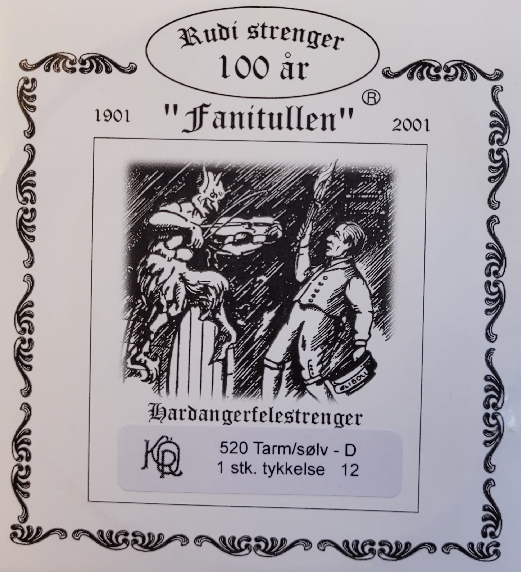 Rudi strenger
100 år
1901 "Fanitullen" ® 2001
Hardangerfelestrenger
520 Tarm/sølv - D
1 stk. tykkelse 12